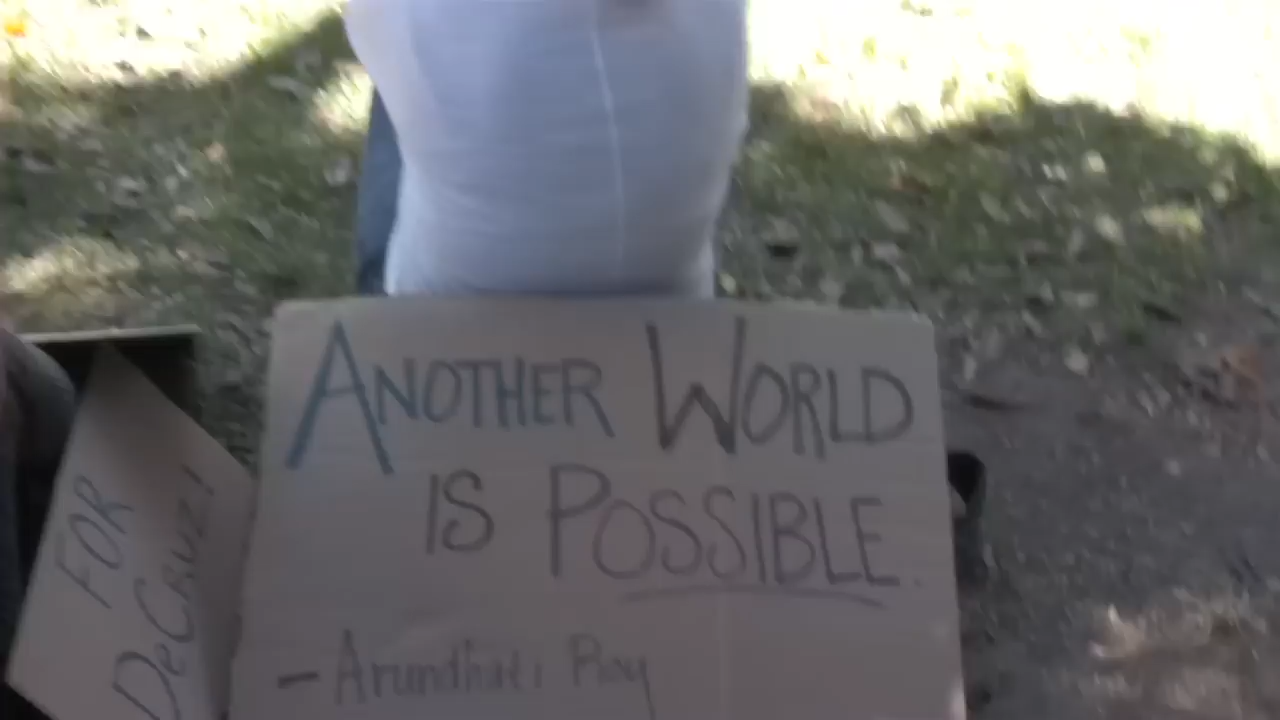 ANOTHER WORLD
IS POSSIBLE.
- Arundhati Roy
FOR
DeCRUZ!